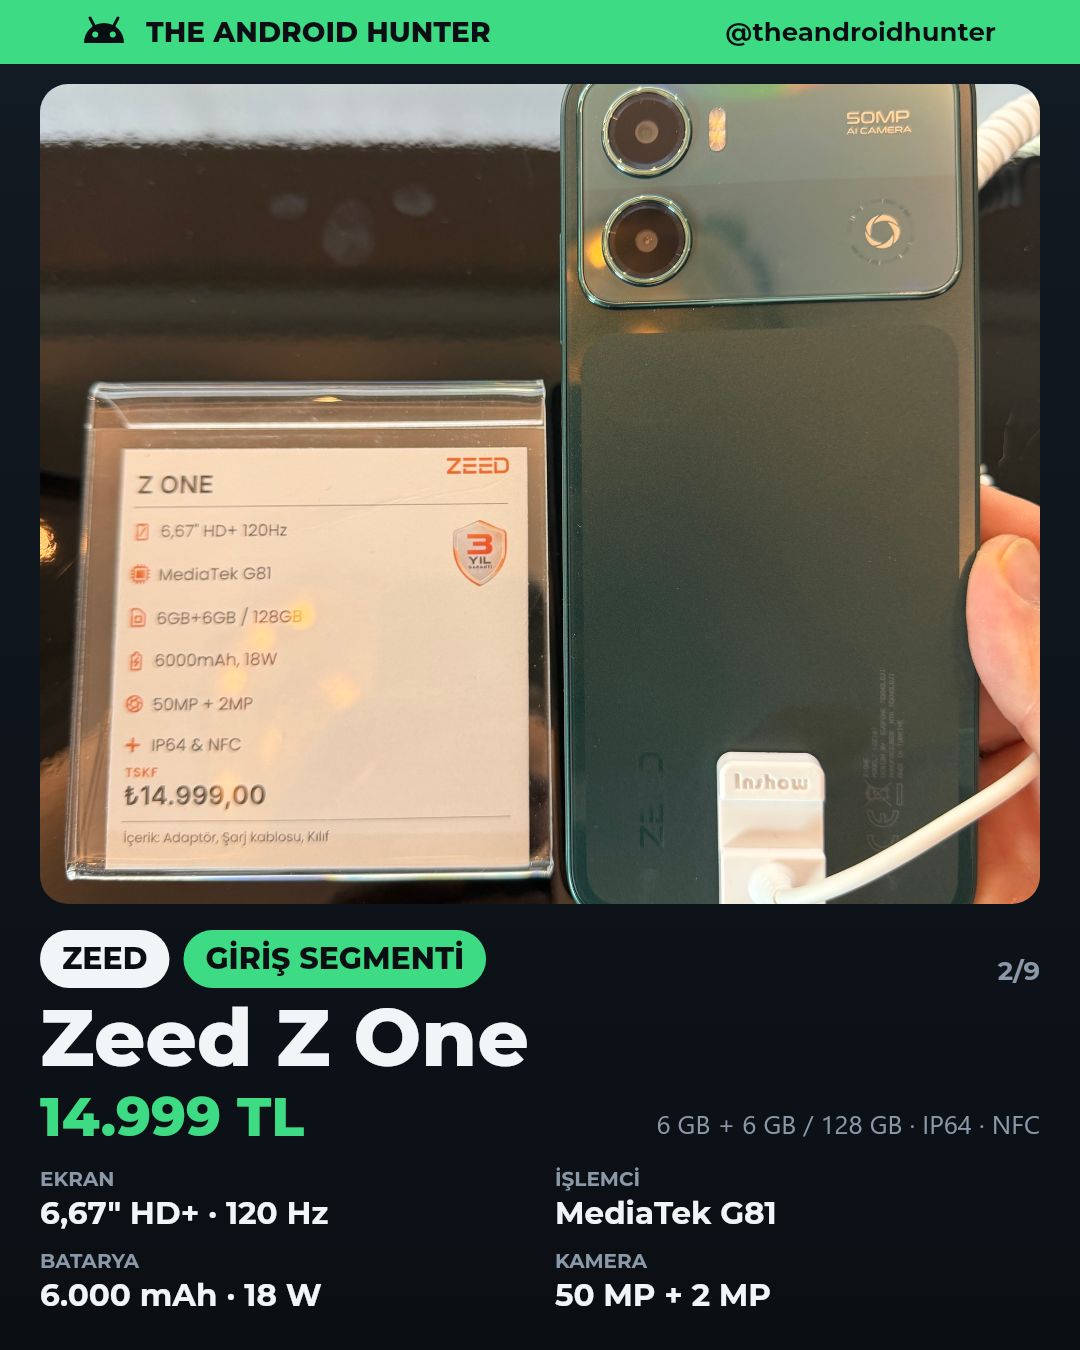 THE ANDROID HUNTER
@theandroidhunter
50MP
AI CAMERA
ZEED
Z ONE
6,67" HD+ 120Hz
3
YIL
GARANTİ
MediaTek G81
6GB+6GB / 128GB
6000mAh, 18W
50MP + 2MP
IP64 & NFC
TSKF
₺14.999,00
İçerik: Adaptör, Şarj kablosu, Kılıf
ZEED
Inshow
ZEED
GİRİŞ SEGMENTİ
2/9
Zeed Z One
14.999 TL
6 GB + 6 GB / 128 GB · IP64 · NFC
EKRAN
6,67" HD+ · 120 Hz
İŞLEMCİ
MediaTek G81
BATARYA
6.000 mAh · 18 W
KAMERA
50 MP + 2 MP